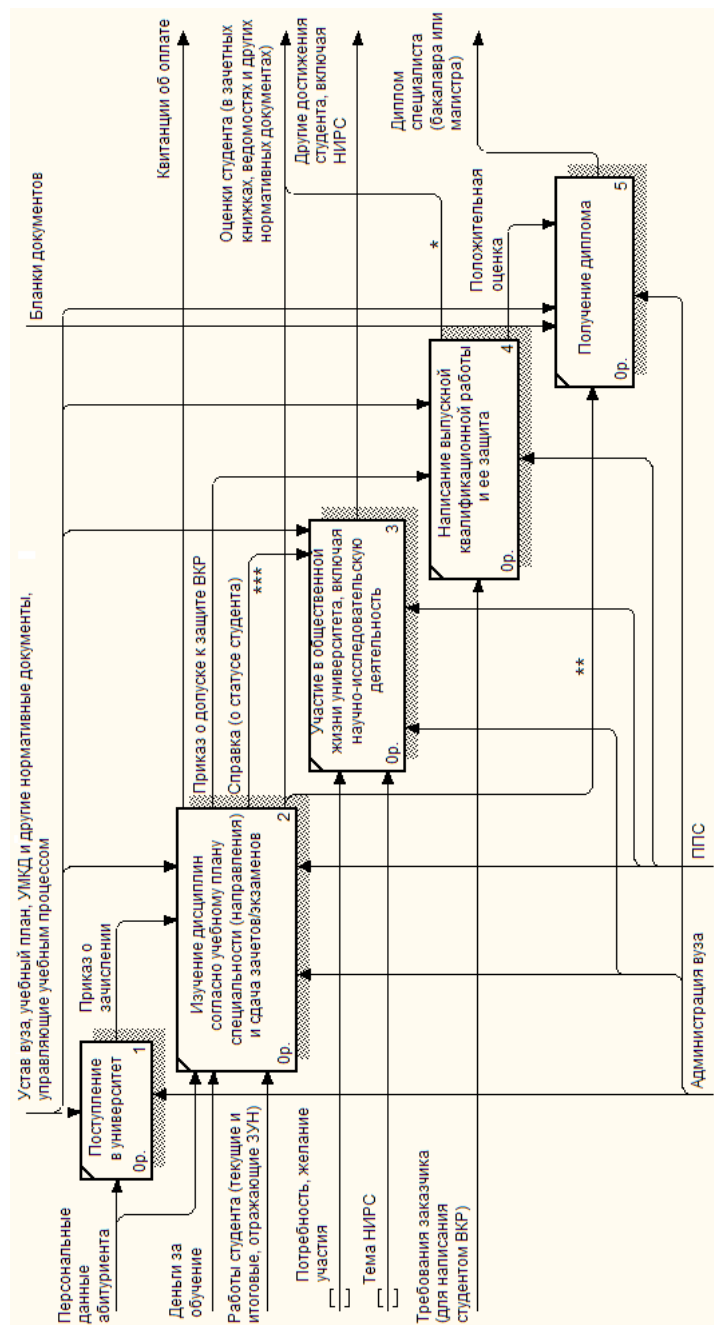 Устав вуза, учебный план, УМКД и другие нормативные документы,
управляющие учебным процессом
Бланки документов
Персональные
данные
абитуриента
Поступление
в университет
0р.
1
Приказ о
зачислении
Квитанции об оплате
Деньги за
обучение
Работы студента (текущие и
итоговые, отражающие ЗУН)
Изучение дисциплин
согласно учебному плану
специальности (направления)
и сдача зачетов/экзаменов
0р.
2
Приказ о допуске к защите ВКР
Справка (о статусе студента)
***
Оценки студента (в зачетных
книжках, ведомостях и других
нормативных документах)
Потребность, желание
участия
Тема НИРС
Участие в общественной
жизни университета, включая
научно-исследовательскую
деятельность
0р.
3
Другие достижения
студента, включая
НИРС
Требования заказчика
(для написания
студентом ВКР)
Написание выпускной
квалификационной работы
и ее защита
0р.
4
*
Положительная
оценка
Диплом
специалиста
(бакалавра или
магистра)
**
Получение диплома
0р.
5
Администрация вуза
ППС